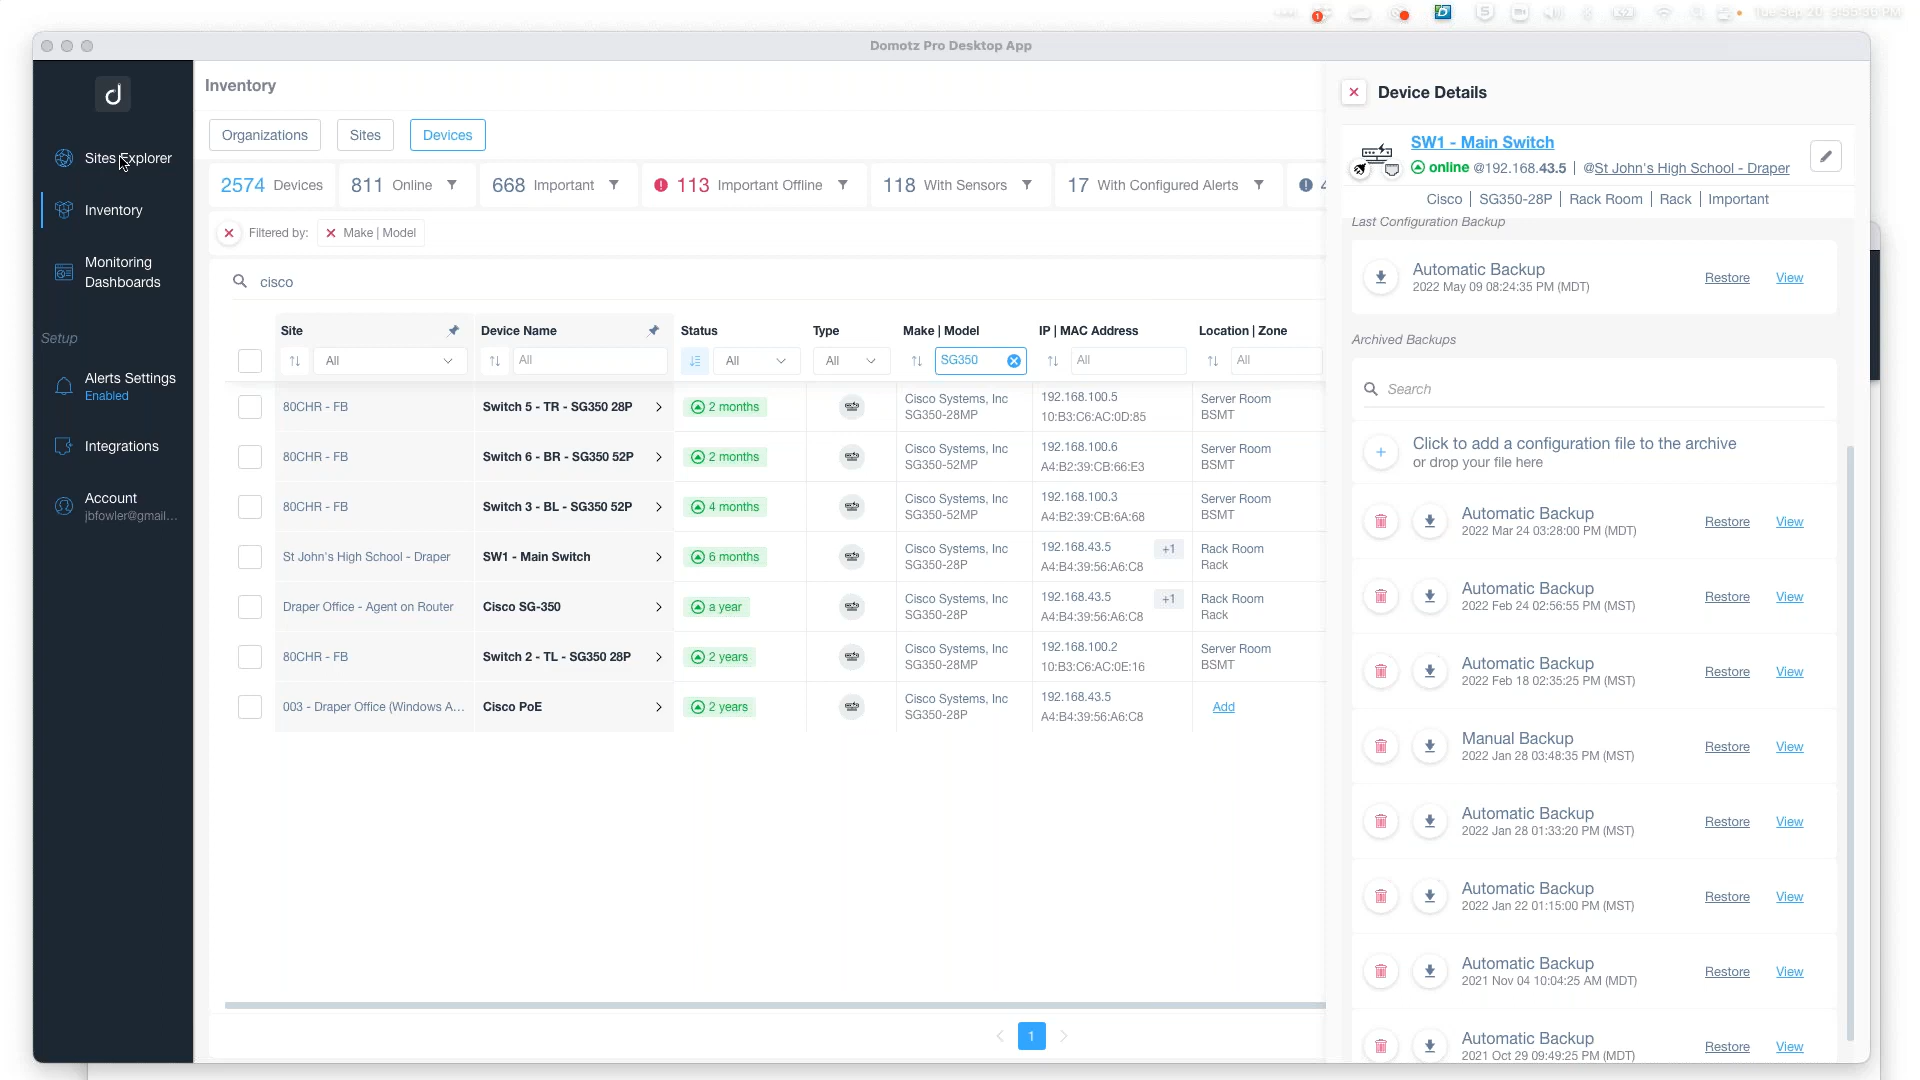 Domotz Pro Desktop App
Sites Explorer
Inventory
Monitoring
Dashboards
Setup
Alerts Settings
Enabled
Integrations
Account
jbfowler@gmail...
Inventory
Organizations
Sites
Devices
2574 Devices
811 Online
668 Important
113 Important Offline
118 With Sensors
17 With Configured Alerts
Filtered by:
Make | Model
cisco
Site
Device Name
Status
Type
Make | Model
IP | MAC Address
Location | Zone
All
All
All
All
SG350
All
All
80CHR - FB
Switch 5 - TR - SG350 28P
2 months
Cisco Systems, Inc
SG350-28MP
192.168.100.5
10:B3:C6:AC:0D:85
Server Room
BSMT
80CHR - FB
Switch 6 - BR - SG350 52P
2 months
Cisco Systems, Inc
SG350-52MP
192.168.100.6
A4:B2:39:CB:66:E3
Server Room
BSMT
80CHR - FB
Switch 3 - BL - SG350 52P
4 months
Cisco Systems, Inc
SG350-52MP
192.168.100.3
A4:B2:39:CB:6A:68
Server Room
BSMT
St John's High School - Draper
SW1 - Main Switch
6 months
Cisco Systems, Inc
SG350-28P
192.168.43.5
+1
A4:B4:39:56:A6:C8
Rack Room
Rack
Draper Office - Agent on Router
Cisco SG-350
a year
Cisco Systems, Inc
SG350-28P
192.168.43.5
+1
A4:B4:39:56:A6:C8
Rack Room
Rack
80CHR - FB
Switch 2 - TL - SG350 28P
2 years
Cisco Systems, Inc
SG350-28MP
192.168.100.2
10:B3:C6:AC:0E:16
Server Room
BSMT
003 - Draper Office (Windows A...
Cisco PoE
2 years
Cisco Systems, Inc
SG350-28P
192.168.43.5
A4:B4:39:56:A6:C8
Add
1
Device Details
SW1 - Main Switch
online @192.168.43.5 | @St John's High School - Draper
Cisco | SG350-28P | Rack Room | Rack | Important
Last Configuration Backup
Automatic Backup
2022 May 09 08:24:35 PM (MDT)
Restore
View
Archived Backups
Search
Click to add a configuration file to the archive
or drop your file here
Automatic Backup
2022 Mar 24 03:28:00 PM (MDT)
Restore
View
Automatic Backup
2022 Feb 24 02:56:55 PM (MST)
Restore
View
Automatic Backup
2022 Feb 18 02:35:25 PM (MST)
Restore
View
Manual Backup
2022 Jan 28 03:48:35 PM (MST)
Restore
View
Automatic Backup
2022 Jan 28 01:33:20 PM (MST)
Restore
View
Automatic Backup
2022 Jan 22 01:15:00 PM (MST)
Restore
View
Automatic Backup
2021 Nov 04 10:04:25 AM (MDT)
Restore
View
Automatic Backup
2021 Oct 29 09:49:25 PM (MDT)
Restore
View